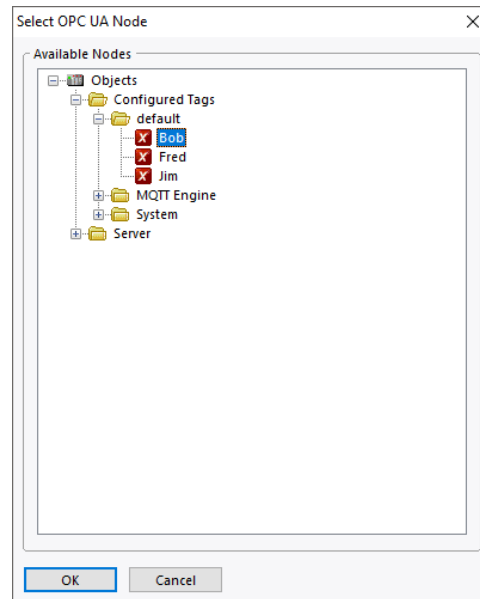 Select OPC UA Node
Available Nodes
Objects
Configured Tags
default
X Bob
X Fred
X Jim
MQTT Engine
System
Server
OK Cancel